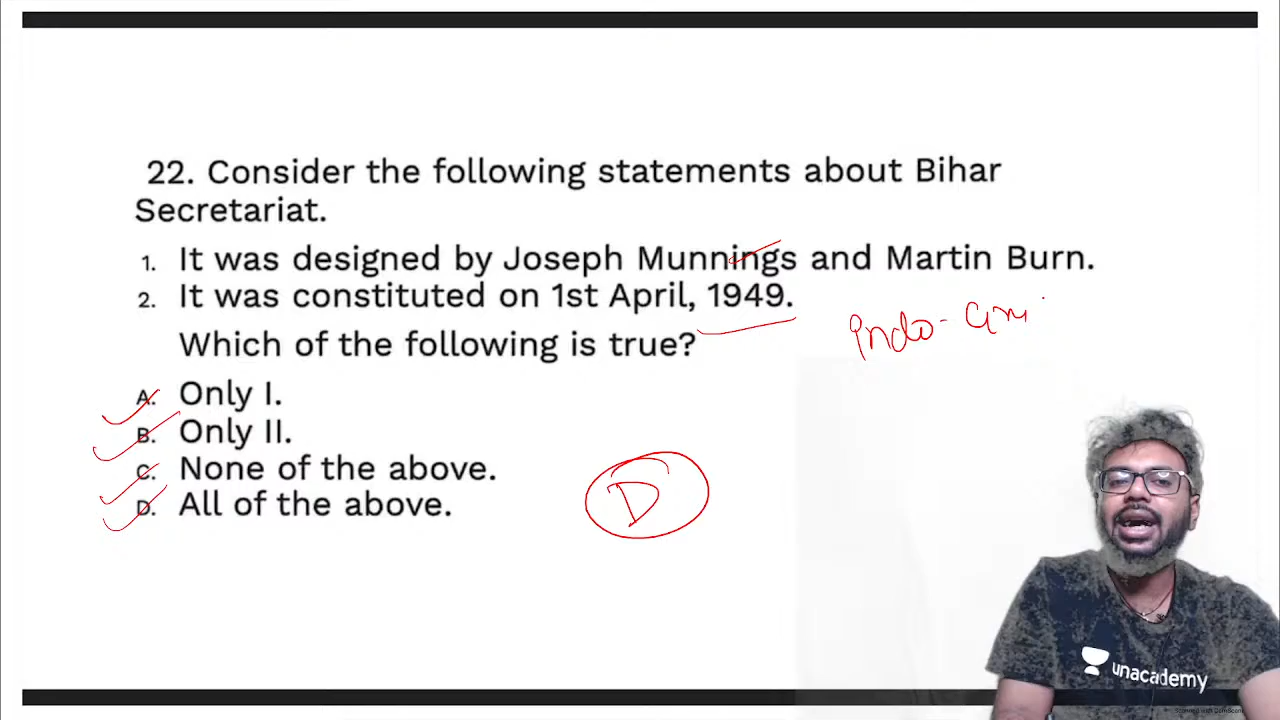 22. Consider the following statements about Bihar
Secretariat.
1. It was designed by Joseph Munnings and Martin Burn.
2. It was constituted on 1st April, 1949.
Indo-
Which of the following is true?
A. Only I.
B. Only II.
C. None of the above.
D. All of the above.
D
unacademy